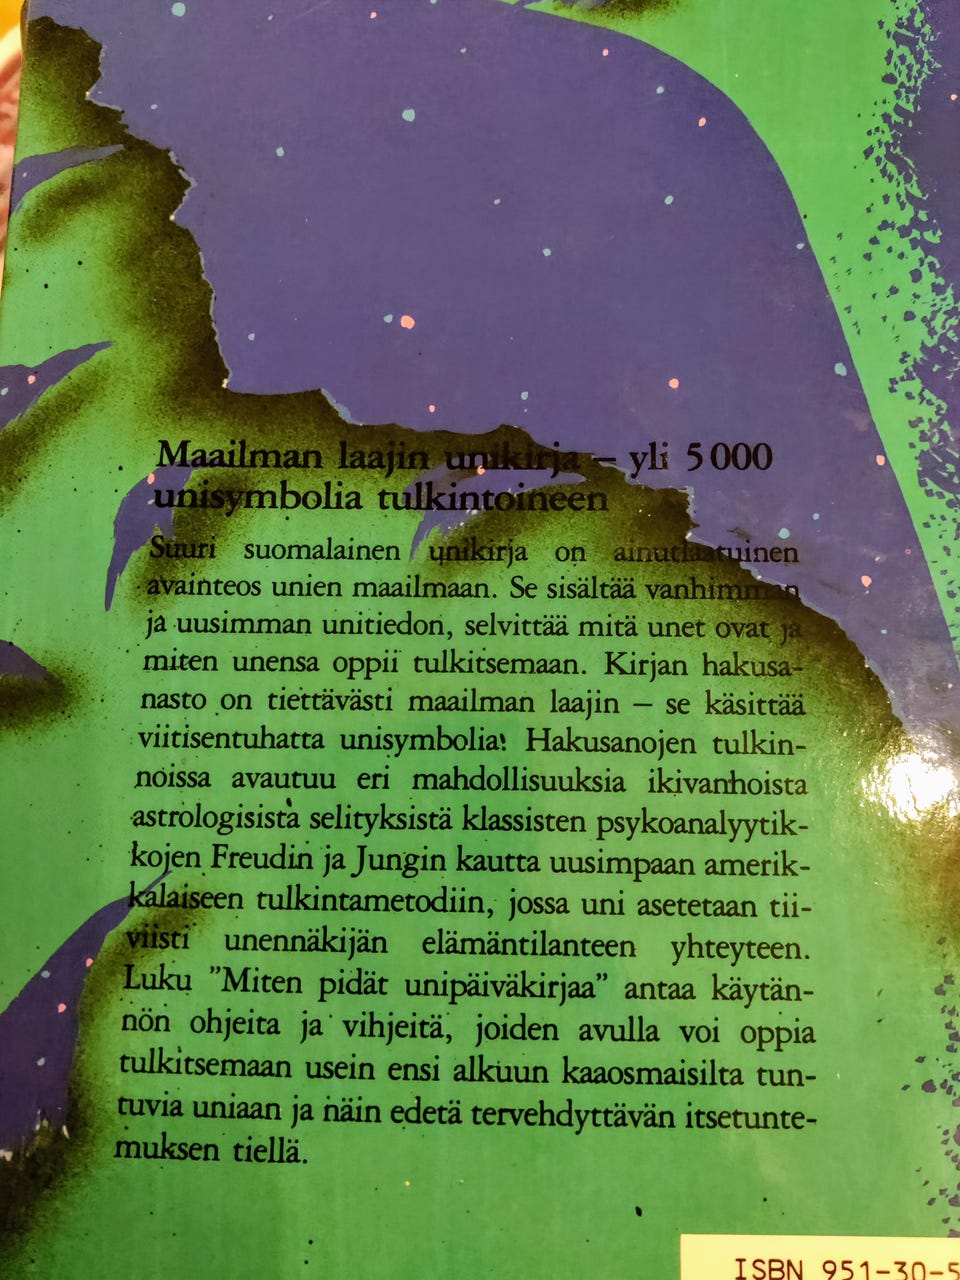 Maailman laajin unikirja – yli 5 000
unisymbolia tulkintoineen
Suuri suomalainen unikirja on ainutlaatuinen
avainteos unien maailmaan. Se sisältää vanhimman
ja uusimman unitiedon, selvittää mitä unet ovat ja
miten unensa oppii tulkitsemaan. Kirjan hakusa-
nasto on tiettävästi maailman laajin – se käsittää
viitisentuhatta unisymbolia! Hakusanojen tulkin-
noissa avautuu eri mahdollisuuksia ikivanhoista
astrologisista selityksistä klassisten psykoanalyytik-
kojen Freudin ja Jungin kautta uusimpaan amerik-
kalaiseen tulkintametodiin, jossa uni asetetaan tii-
viisti unennäkijän elämäntilanteen yhteyteen.
Luku ”Miten pidät unipäiväkirjaa” antaa käytän-
nön ohjeita ja vihjeitä, joiden avulla voi oppia
tulkitsemaan usein ensi alkuun kaaosmaisilta tun-
tuvia uniaan ja näin edetä tervehdyttävän itsetunte-
muksen tiellä.
ISBN 951-30-5